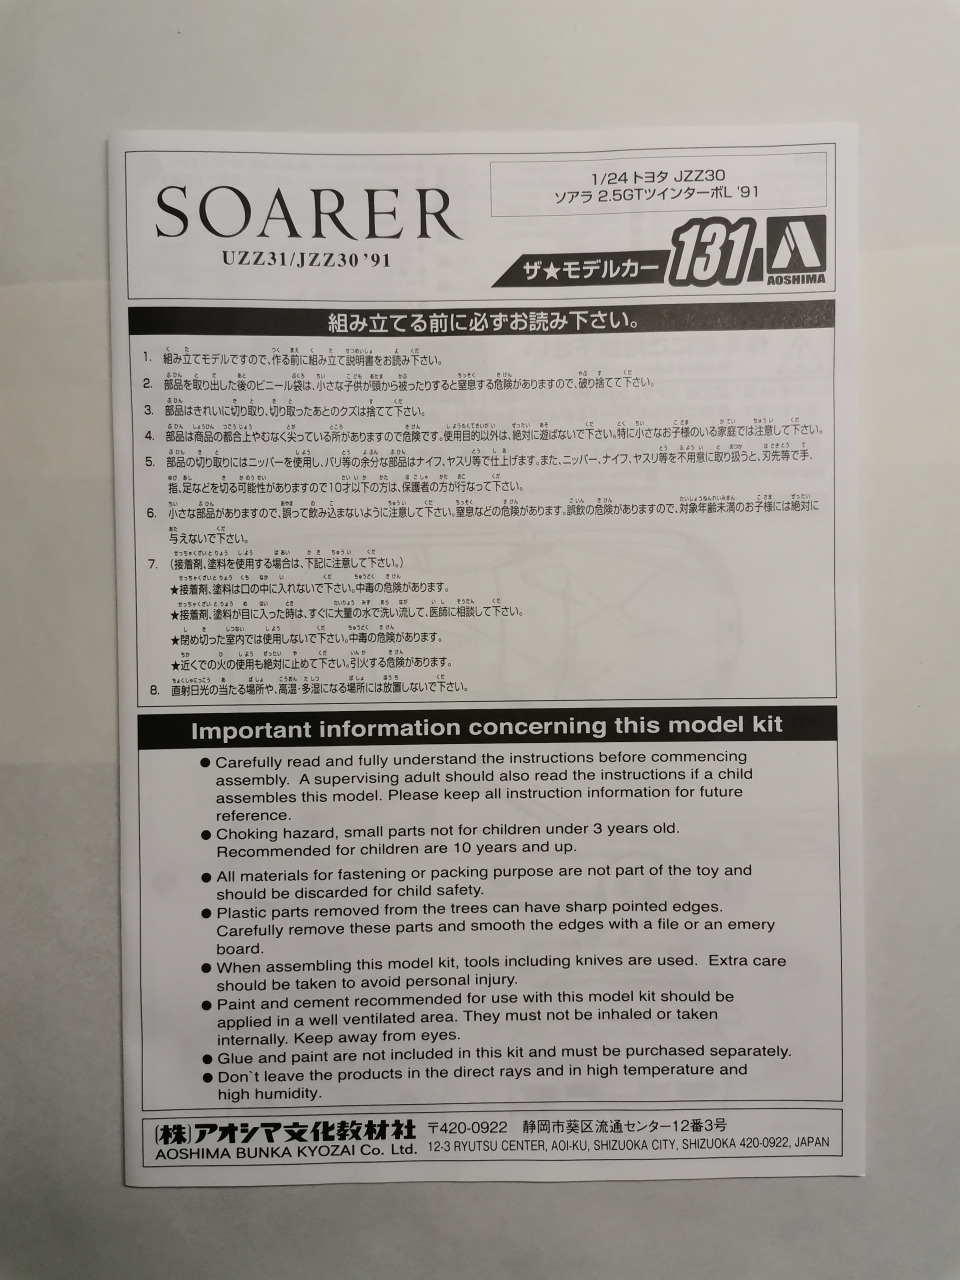 SOARER
UZZ31/JZZ30 '91
1/24 トヨタ JZZ30
ソアラ 2.5GTツインターボL '91
ザ★モデルカー 131
AOSHIMA
組み立てる前に必ずお読み下さい。
1. 組み立てモデルですので、作る前に組み立て説明書をお読み下さい。
2. 部品を取り出した後のビニール袋は、小さな子供が頭から被ったりすると窒息する危険がありますので、破り捨てて下さい。
3. 部品はきれいに切り取り、切り取ったあとのクズは捨てて下さい。
4. 部品は商品の都合上やむなく尖っている所がありますので危険です。使用目的以外は、絶対に遊ばないで下さい。特に小さなお子様のいる家庭では注意して下さい。
5. 部品の切り取りにはニッパーを使用し、バリ等の余分な部品はナイフ、ヤスリ等で仕上げます。また、ニッパー、ナイフ、ヤスリ等を不用意に取り扱うと、刃先等で手、
指、足などを切る可能性がありますので10才以下の方は、保護者の方が行なって下さい。
6. 小さな部品がありますので、誤って飲み込まないように注意して下さい。窒息などの危険があります。誤飲の危険がありますので、対象年齢未満のお子様には絶対に
与えないで下さい。
7. (接着剤、塗料を使用する場合は、下記に注意して下さい。)
★接着剤、塗料は口の中に入れないで下さい。中毒の危険があります。
★接着剤、塗料が目に入った時は、すぐに大量の水で洗い流して、医師に相談して下さい。
★閉め切った室内では使用しないで下さい。中毒の危険があります。
★近くでの火の使用も絶対に止めて下さい。引火する危険があります。
8. 直射日光の当たる場所や、高温・多湿になる場所には放置しないで下さい。
Important information concerning this model kit
● Carefully read and fully understand the instructions before commencing
assembly. A supervising adult should also read the instructions if a child
assembles this model. Please keep all instruction information for future
reference.
● Choking hazard, small parts not for children under 3 years old.
Recommended for children are 10 years and up.
● All materials for fastening or packing purpose are not part of the toy and
should be discarded for child safety.
● Plastic parts removed from the trees can have sharp pointed edges.
Carefully remove these parts and smooth the edges with a file or an emery
board.
● When assembling this model kit, tools including knives are used. Extra care
should be taken to avoid personal injury.
● Paint and cement recommended for use with this model kit should be
applied in a well ventilated area. They must not be inhaled or taken
internally. Keep away from eyes.
● Glue and paint are not included in this kit and must be purchased separately.
● Don`t leave the products in the direct rays and in high temperature and
high humidity.
(株)アオシマ文化教材社 〒420-0922 静岡市葵区流通センター12番3号
AOSHIMA BUNKA KYOZAI Co. Ltd. 12-3 RYUTSU CENTER, AOI-KU, SHIZUOKA CITY, SHIZUOKA 420-0922, JAPAN